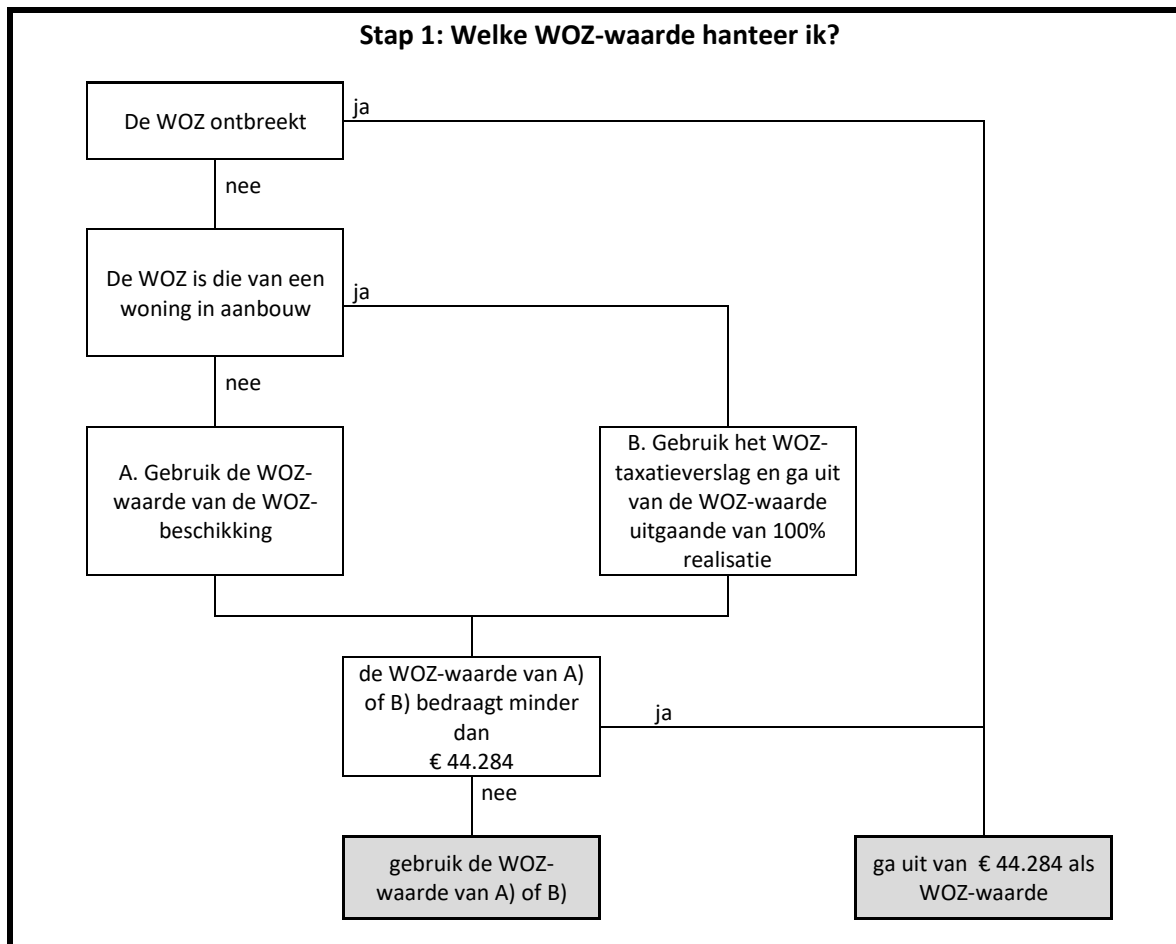 Stap 1: Welke WOZ-waarde hanteer ik?
De WOZ ontbreekt
ja
nee
De WOZ is die van een
woning in aanbouw
ja
nee
A. Gebruik de WOZ-
waarde van de WOZ-
beschikking
B. Gebruik het WOZ-
taxatieverslag en ga uit
van de WOZ-waarde
uitgaande van 100%
realisatie
de WOZ-waarde van A)
of B) bedraagt minder
dan
€ 44.284
ja
nee
gebruik de WOZ-
waarde van A) of B)
ga uit van € 44.284 als
WOZ-waarde